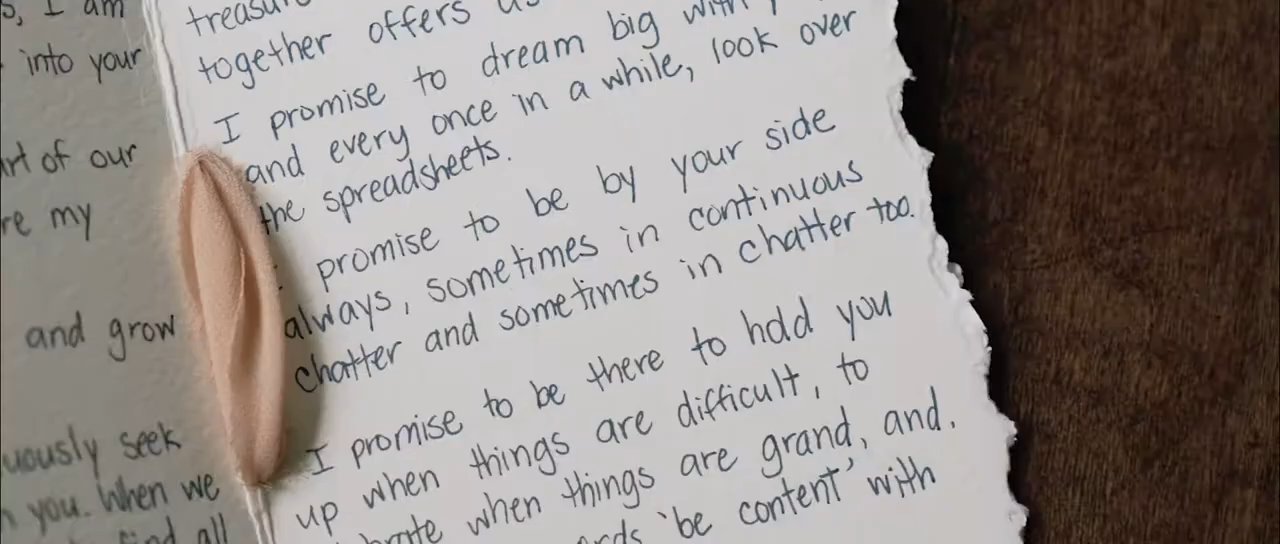 s, I am
into your
of our
my
and grow
seek
you. When we
find all
together offers
I promise to dream big with
and every once in a while, look over
the spreadsheets.
promise to be by your side
always, sometimes in continuous
chatter and sometimes in chatter too.
I promise to be there to hold you
up when things are difficult, to
when things are grand, and.
'be content' with